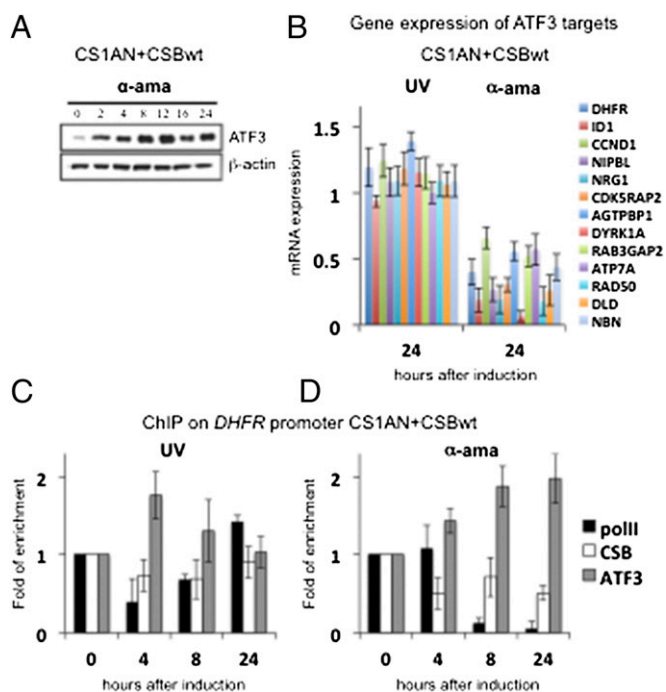 A
CS1AN+CSBwt
α-ama
0 2 4 8 12 16 24
ATF3
β-actin
B
Gene expression of ATF3 targets
CS1AN+CSBwt
UV α-ama
mRNA expression
1.5
1
0.5
0
24 24
hours after induction
DHFR
ID1
CCND1
NIPBL
NRG1
CDK5RAP2
AGTPBP1
DYRK1A
RAB3GAP2
ATP7A
RAD50
DLD
NBN
C
D
ChIP on DHFR promoter CS1AN+CSBwt
UV
Fold of enrichment
2
1
0
0 4 8 24
hours after induction
α-ama
Fold of enrichment
2
1
0
0 4 8 24
hours after induction
polII
CSB
ATF3